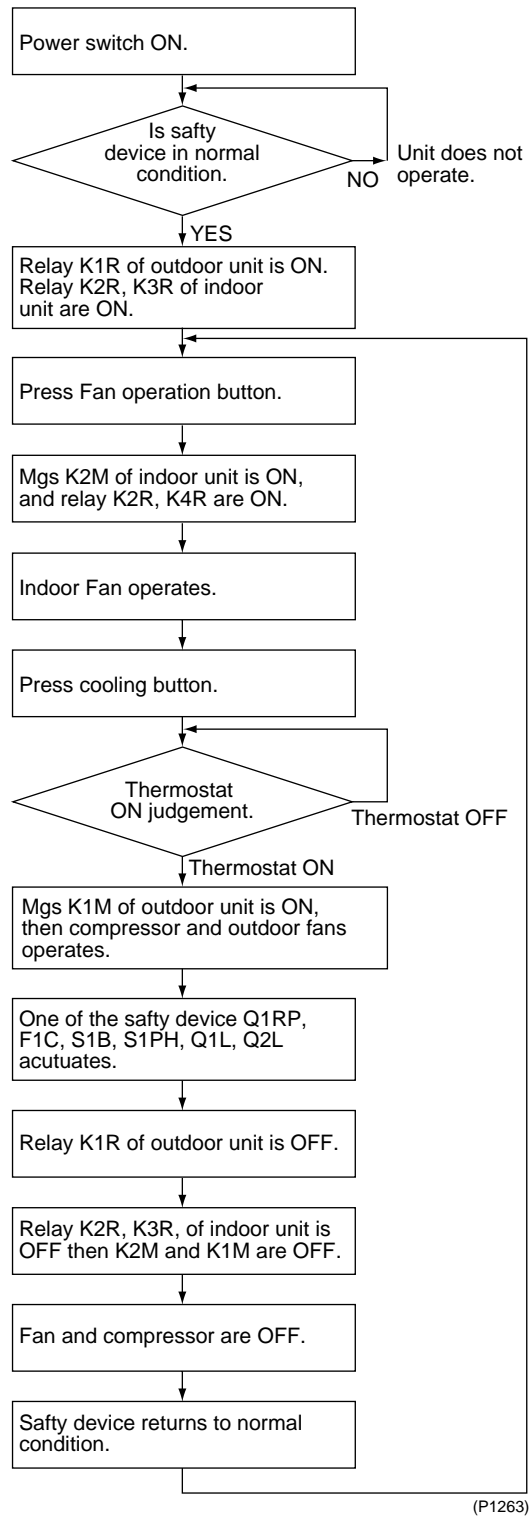 Power switch ON.
Is safty
device in normal
condition.
Unit does not
operate.
NO
YES
Relay K1R of outdoor unit is ON.
Relay K2R, K3R of indoor
unit are ON.
Press Fan operation button.
Mgs K2M of indoor unit is ON,
and relay K2R, K4R are ON.
Indoor Fan operates.
Press cooling button.
Thermostat
ON judgement.
Thermostat OFF
Thermostat ON
Mgs K1M of outdoor unit is ON,
then compressor and outdoor fans
operates.
One of the safty device Q1RP,
F1C, S1B, S1PH, Q1L, Q2L
acutuates.
Relay K1R of outdoor unit is OFF.
Relay K2R, K3R, of indoor unit is
OFF then K2M and K1M are OFF.
Fan and compressor are OFF.
Safty device returns to normal
condition.
(P1263)